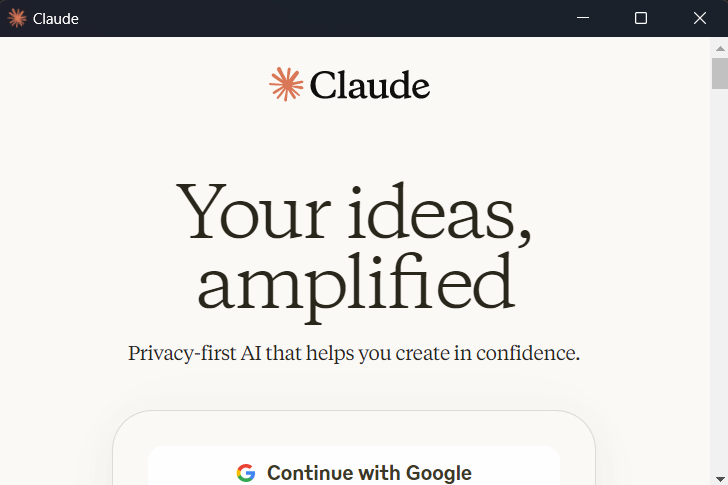 Claude
Claude
Your ideas,
amplified
Privacy-first AI that helps you create in confidence.
Continue with Google